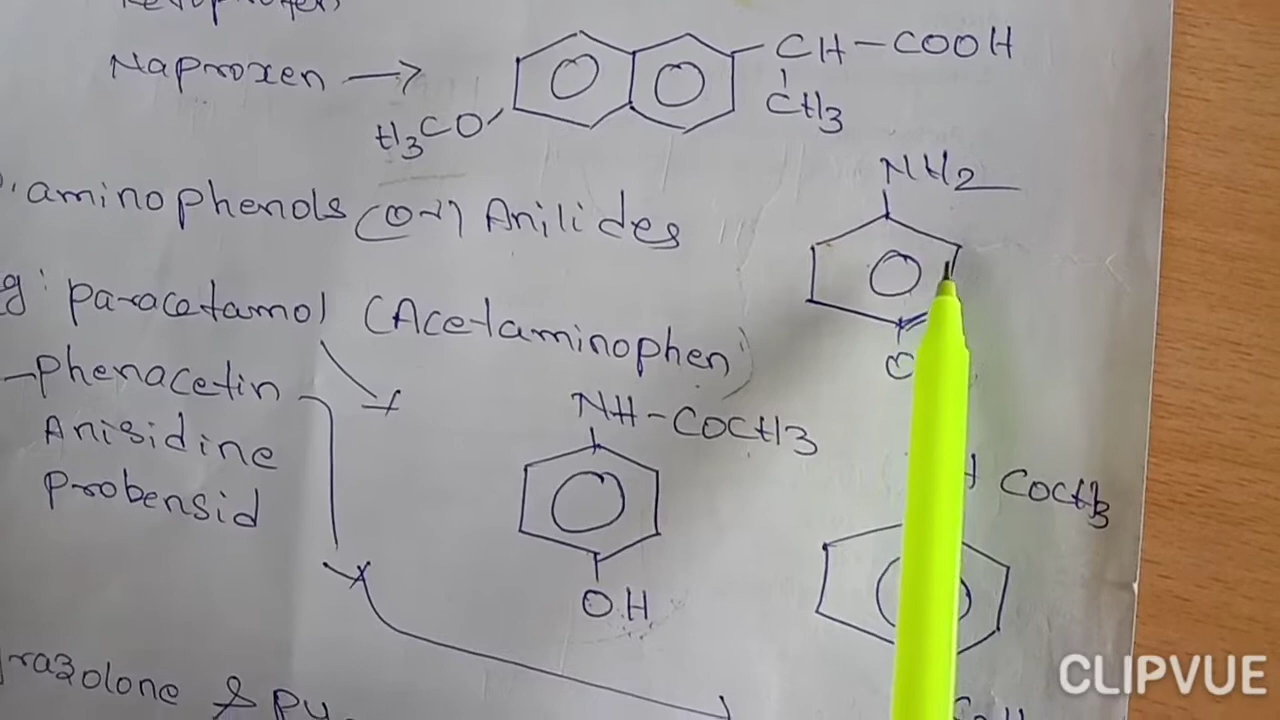 Naproxen → CH-COOH
CH3
H3CO
NH2
aminophenols (or) Anilides
g: paracetamol (Acetaminophen)
O
-phenacetin
NH-COCH3
Anisidine
H COCH3
probensid
OH
razolone & py
CLIPVUE